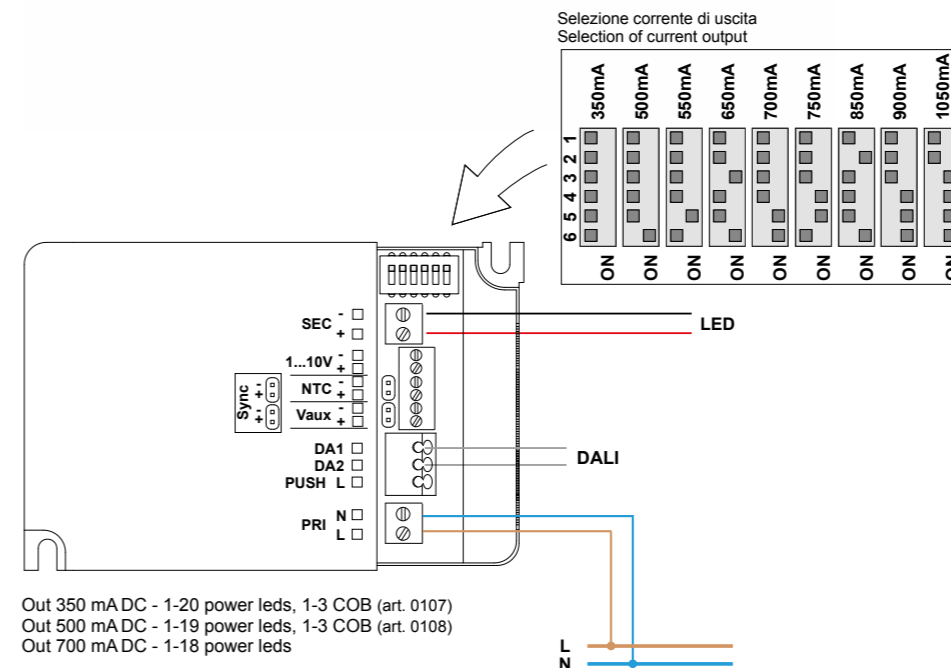 Selezione corrente di uscita
Selection of current output
350mA 500mA 550mA 650mA 700mA 750mA 850mA 900mA 1050mA
1
2
3
4
5
6
ON ON ON ON ON ON ON ON ON
SEC - +
LED
1...10V - +
NTC - +
Sync + - + -
Vaux - +
DA1
DA2
DALI
PUSH L
PRI N
L
Out 350 mA DC - 1-20 power leds, 1-3 COB (art. 0107)
Out 500 mA DC - 1-19 power leds, 1-3 COB (art. 0108)
Out 700 mA DC - 1-18 power leds
L
N